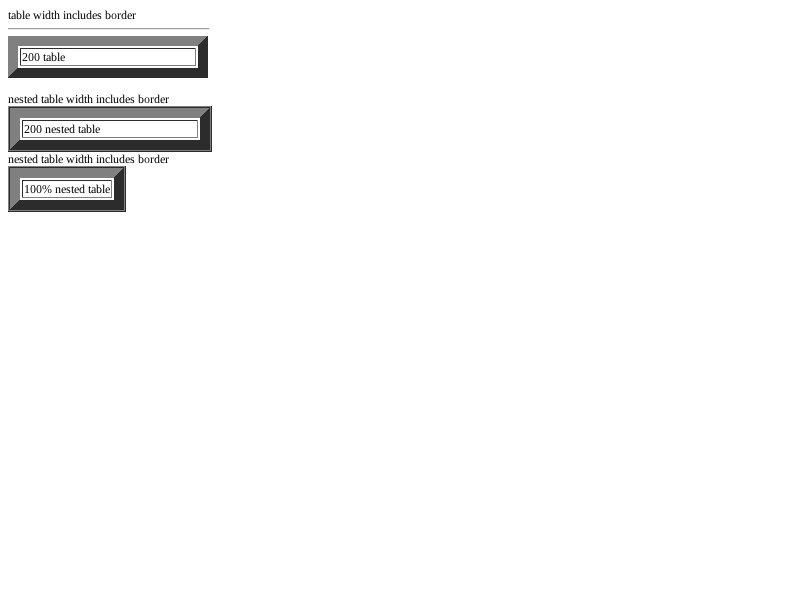 table width includes border
200 table
nested table width includes border
200 nested table
nested table width includes border
100% nested table